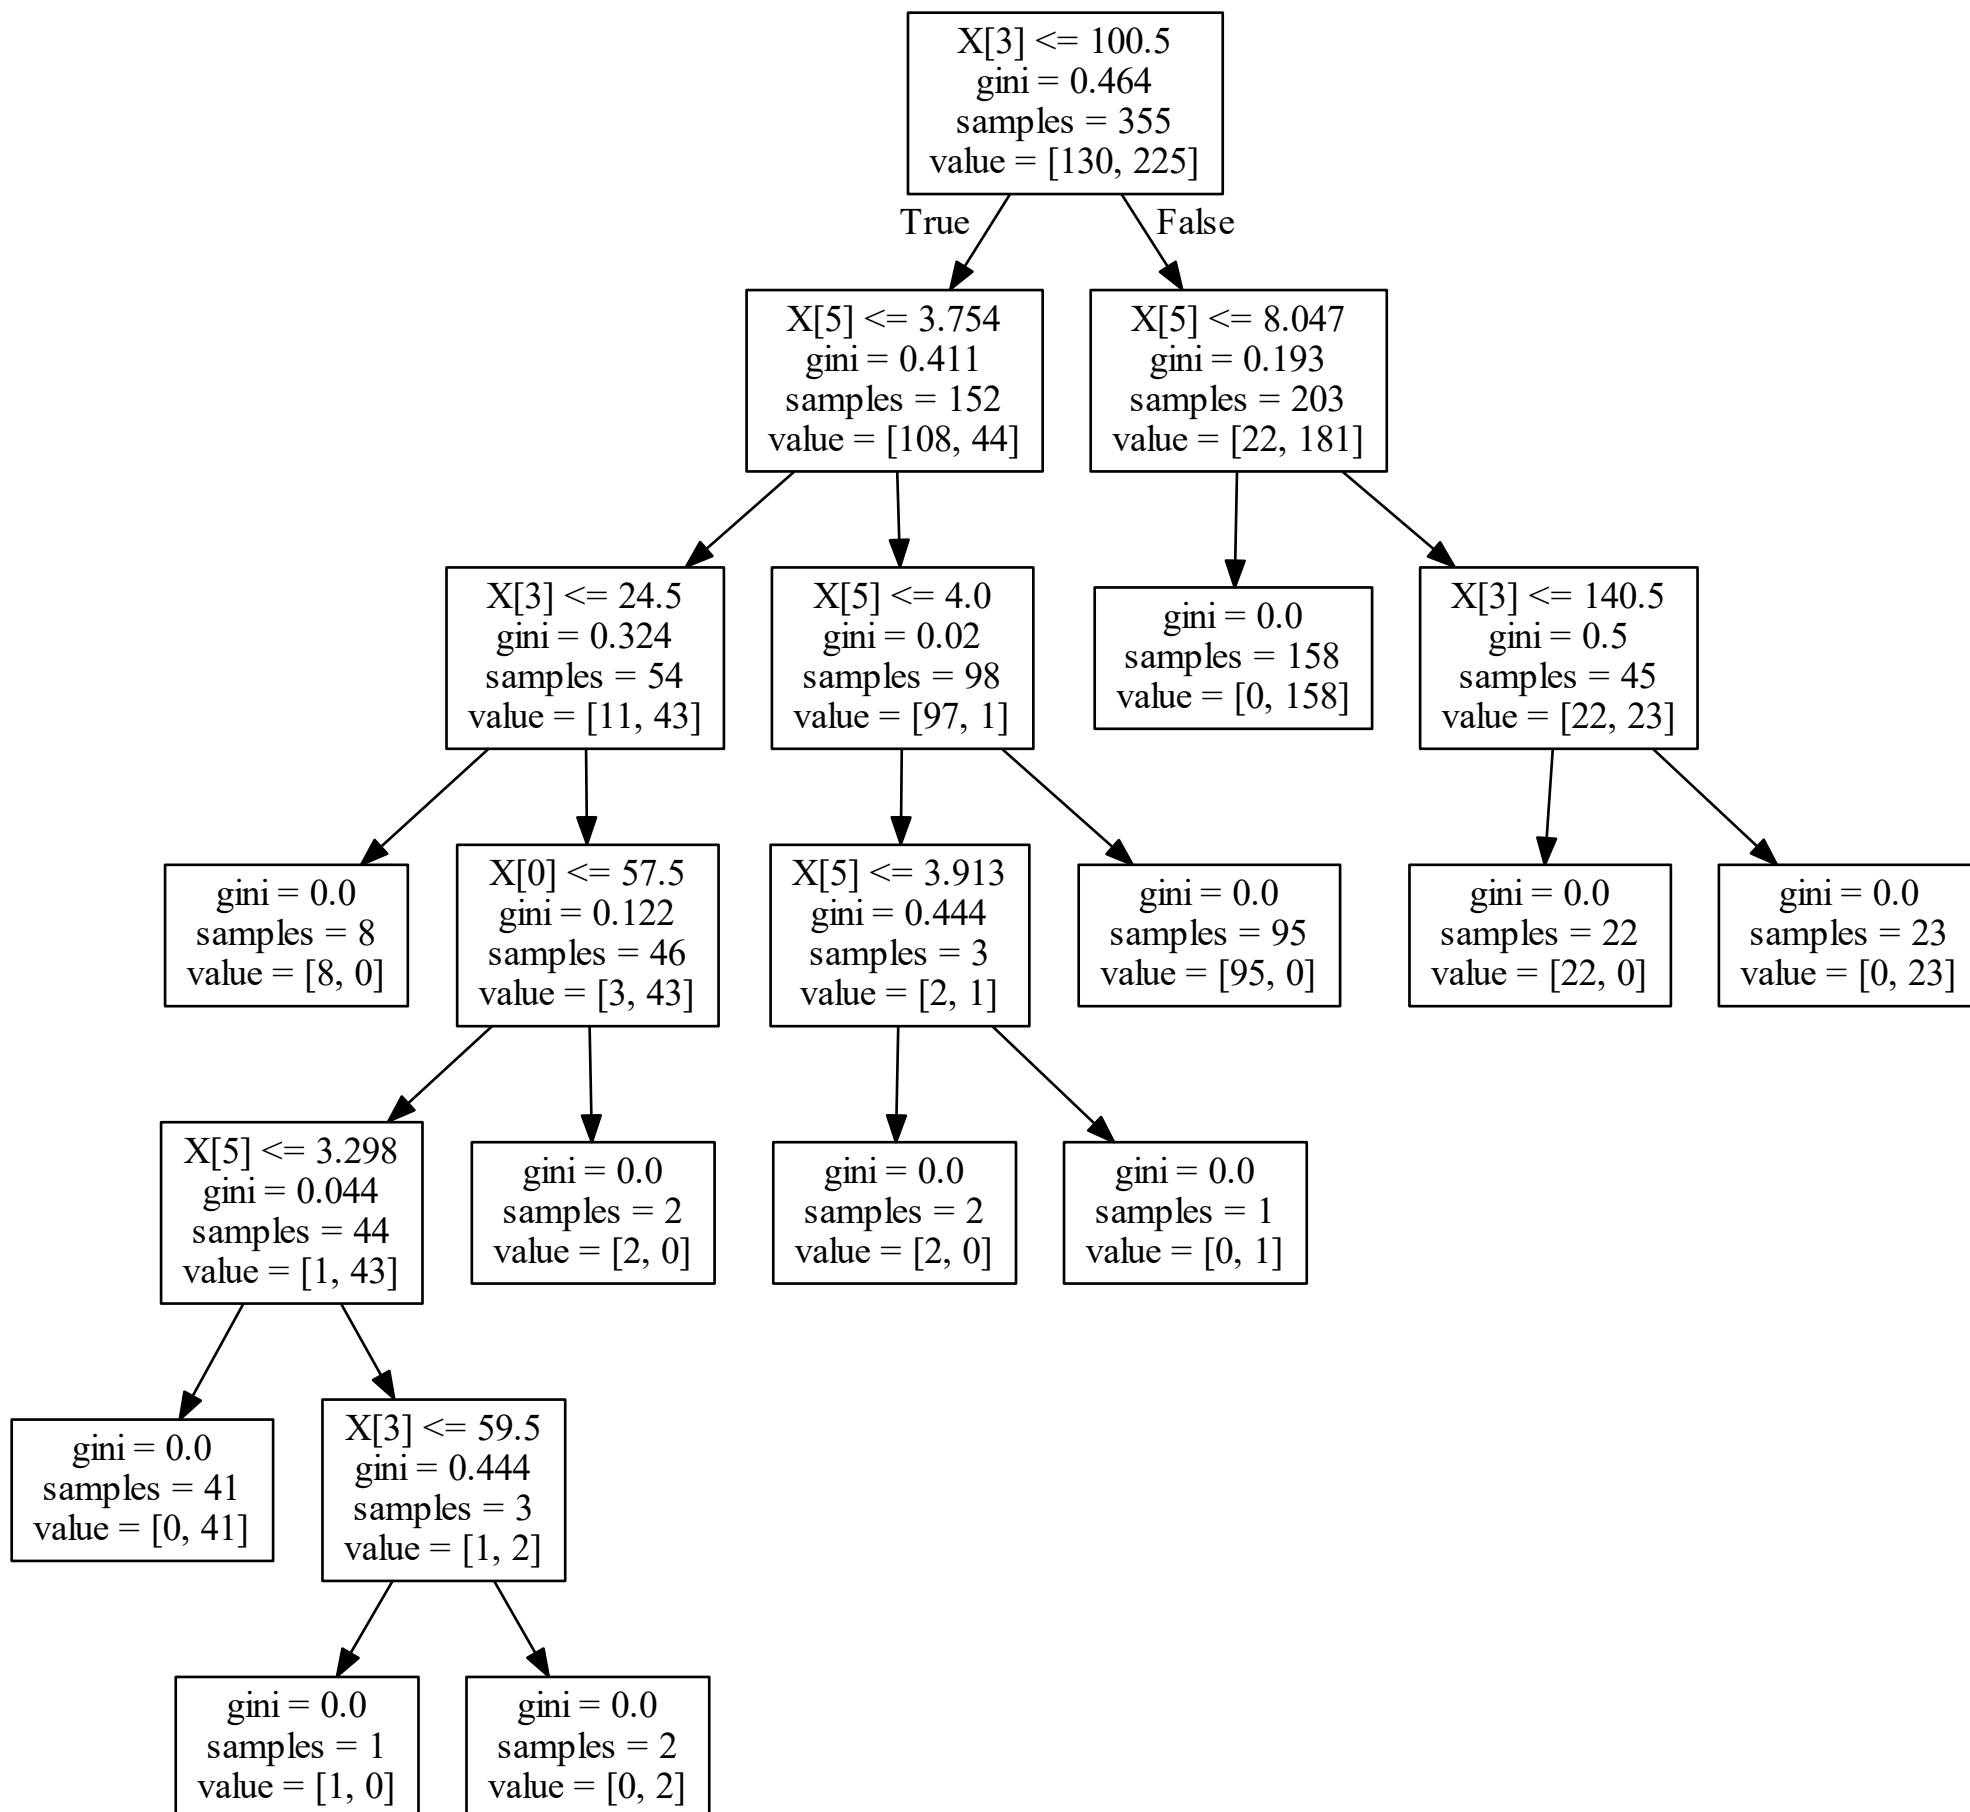 X[3] <= 100.5
gini = 0.464
samples = 355
value = [130, 225]
True
False
X[5] <= 3.754
gini = 0.411
samples = 152
value = [108, 44]
X[5] <= 8.047
gini = 0.193
samples = 203
value = [22, 181]
X[3] <= 24.5
gini = 0.324
samples = 54
value = [11, 43]
X[5] <= 4.0
gini = 0.02
samples = 98
value = [97, 1]
gini = 0.0
samples = 158
value = [0, 158]
X[3] <= 140.5
gini = 0.5
samples = 45
value = [22, 23]
gini = 0.0
samples = 8
value = [8, 0]
X[0] <= 57.5
gini = 0.122
samples = 46
value = [3, 43]
X[5] <= 3.913
gini = 0.444
samples = 3
value = [2, 1]
gini = 0.0
samples = 95
value = [95, 0]
gini = 0.0
samples = 22
value = [22, 0]
gini = 0.0
samples = 23
value = [0, 23]
X[5] <= 3.298
gini = 0.044
samples = 44
value = [1, 43]
gini = 0.0
samples = 2
value = [2, 0]
gini = 0.0
samples = 2
value = [2, 0]
gini = 0.0
samples = 1
value = [0, 1]
gini = 0.0
samples = 41
value = [0, 41]
X[3] <= 59.5
gini = 0.444
samples = 3
value = [1, 2]
gini = 0.0
samples = 1
value = [1, 0]
gini = 0.0
samples = 2
value = [0, 2]